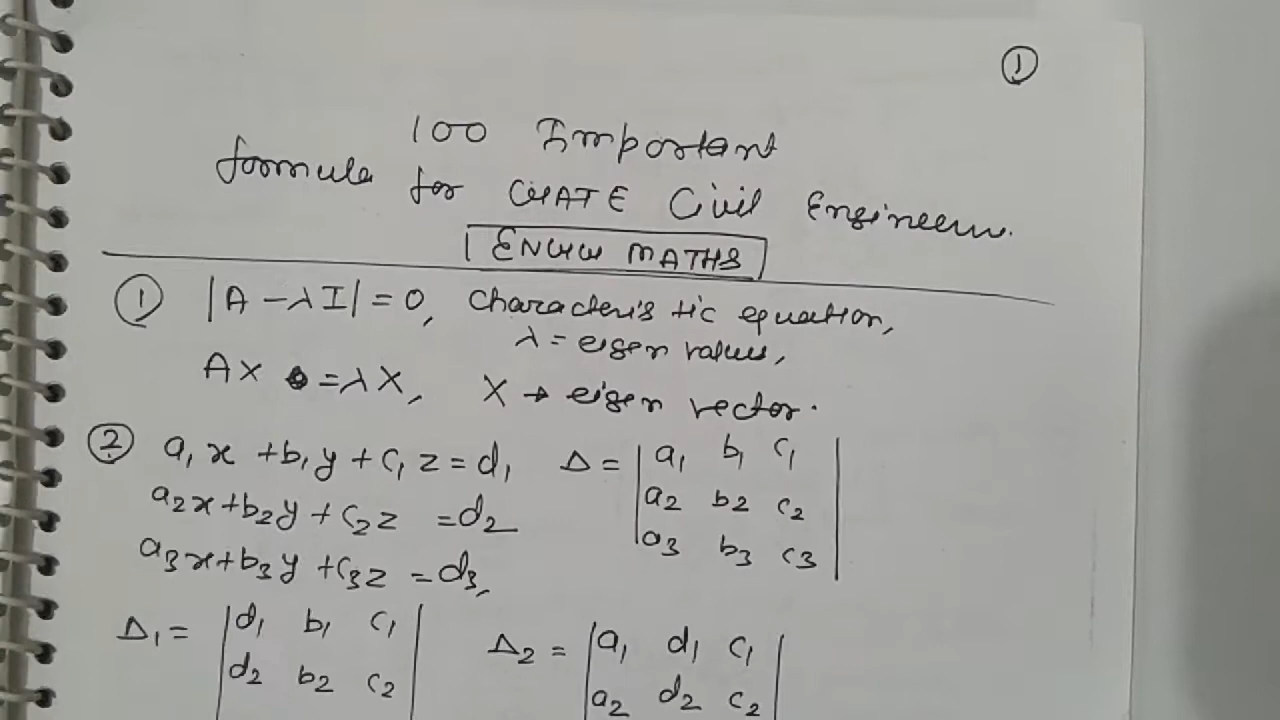 ①
100 Important
formula for GATE Civil Engineers.
ENGG MATHS
① |A - λI| = 0, Characteristic equation,
λ = eigen values,
AX = λX, X → eigen vector.
② a₁x + b₁y + c₁z = d₁ Δ = |a₁ b₁ c₁|
a₂x + b₂y + c₂z = d₂ |a₂ b₂ c₂|
a₃x + b₃y + c₃z = d₃, |a₃ b₃ c₃|
Δ₁ = |d₁ b₁ c₁| Δ₂ = |a₁ d₁ c₁|
|d₂ b₂ c₂| |a₂ d₂ c₂|